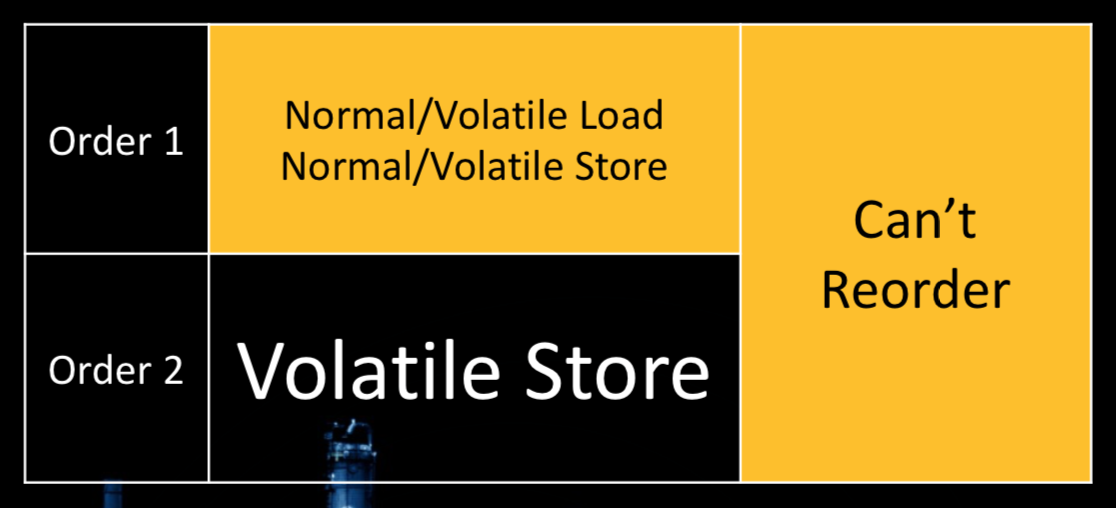 Order 1
Normal/Volatile Load
Normal/Volatile Store
Can’t
Reorder
Order 2
Volatile Store